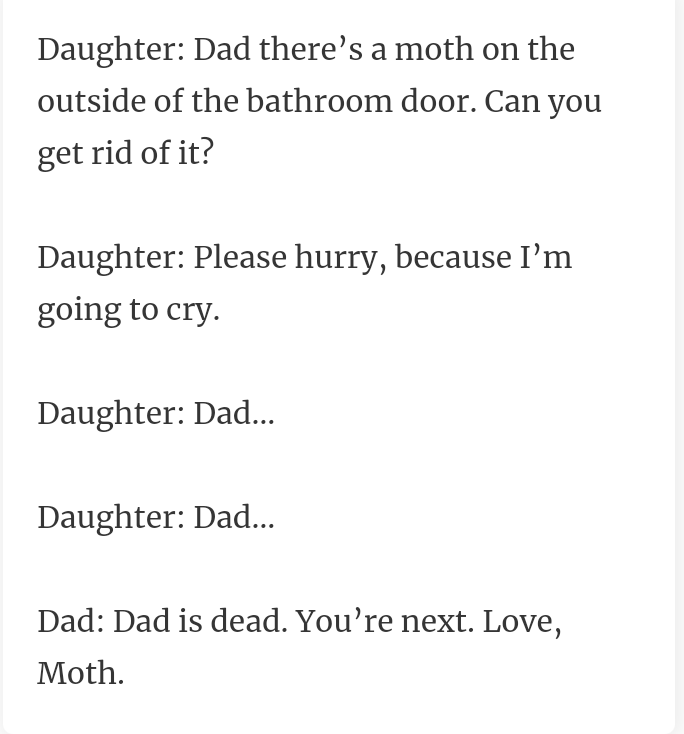 Daughter: Dad there’s a moth on the
outside of the bathroom door. Can you
get rid of it?
Daughter: Please hurry, because I’m
going to cry.
Daughter: Dad...
Daughter: Dad...
Dad: Dad is dead. You’re next. Love,
Moth.